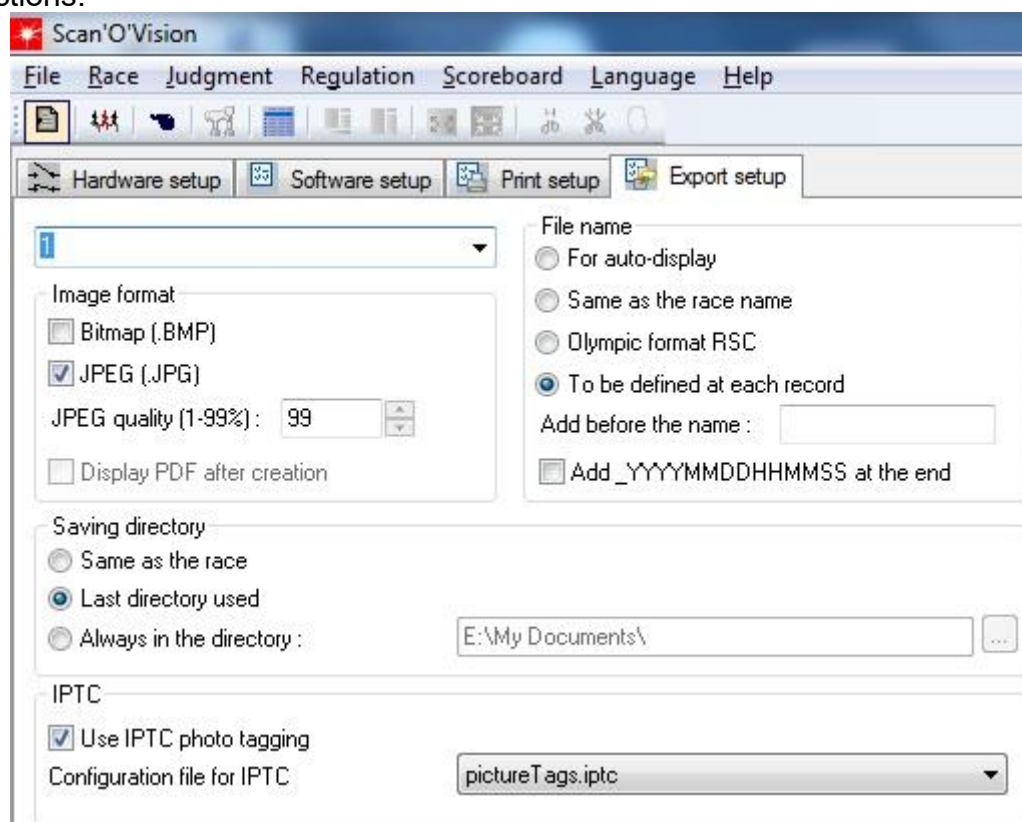 Scan'O'Vision
File Race Judgment Regulation Scoreboard Language Help
Hardware setup Software setup Print setup Export setup
1
Image format
Bitmap (.BMP)
JPEG (.JPG)
JPEG quality (1-99%) : 99
Display PDF after creation
File name
For auto-display
Same as the race name
Olympic format RSC
To be defined at each record
Add before the name :
Add _YYYYMMDDHHMMSS at the end
Saving directory
Same as the race
Last directory used
Always in the directory : E:\My Documents\ ...
IPTC
Use IPTC photo tagging
Configuration file for IPTC pictureTags.iptc